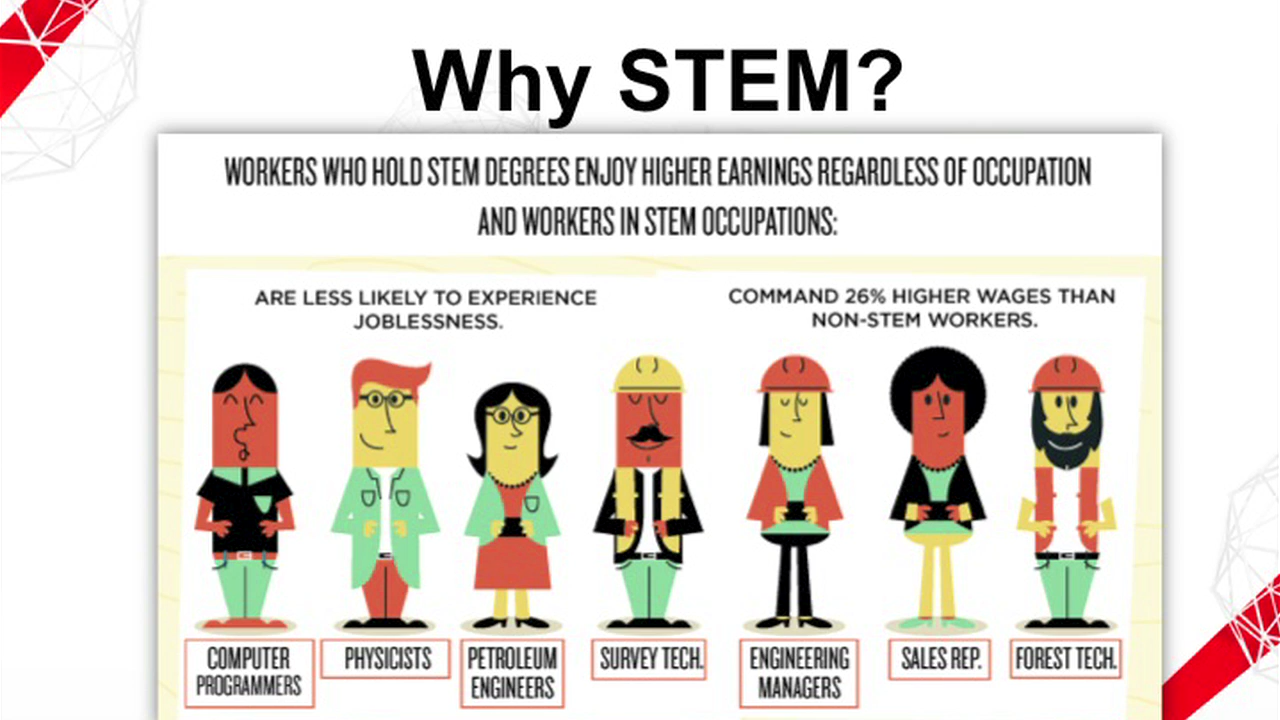 Why STEM?
WORKERS WHO HOLD STEM DEGREES ENJOY HIGHER EARNINGS REGARDLESS OF OCCUPATION
AND WORKERS IN STEM OCCUPATIONS:
ARE LESS LIKELY TO EXPERIENCE
JOBLESSNESS.
COMMAND 26% HIGHER WAGES THAN
NON-STEM WORKERS.
COMPUTER
PROGRAMMERS
PHYSICISTS
PETROLEUM
ENGINEERS
SURVEY TECH.
ENGINEERING
MANAGERS
SALES REP.
FOREST TECH.